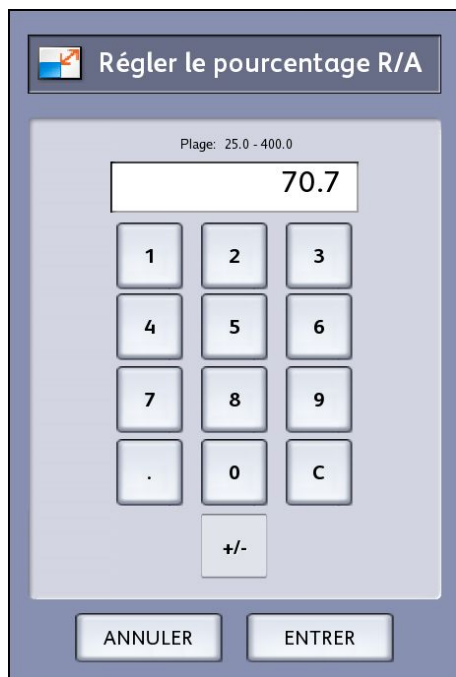 Régler le pourcentage R/A
Plage: 25.0 - 400.0
70.7
1 2 3
4 5 6
7 8 9
. 0 C
+/-
ANNULER ENTRER